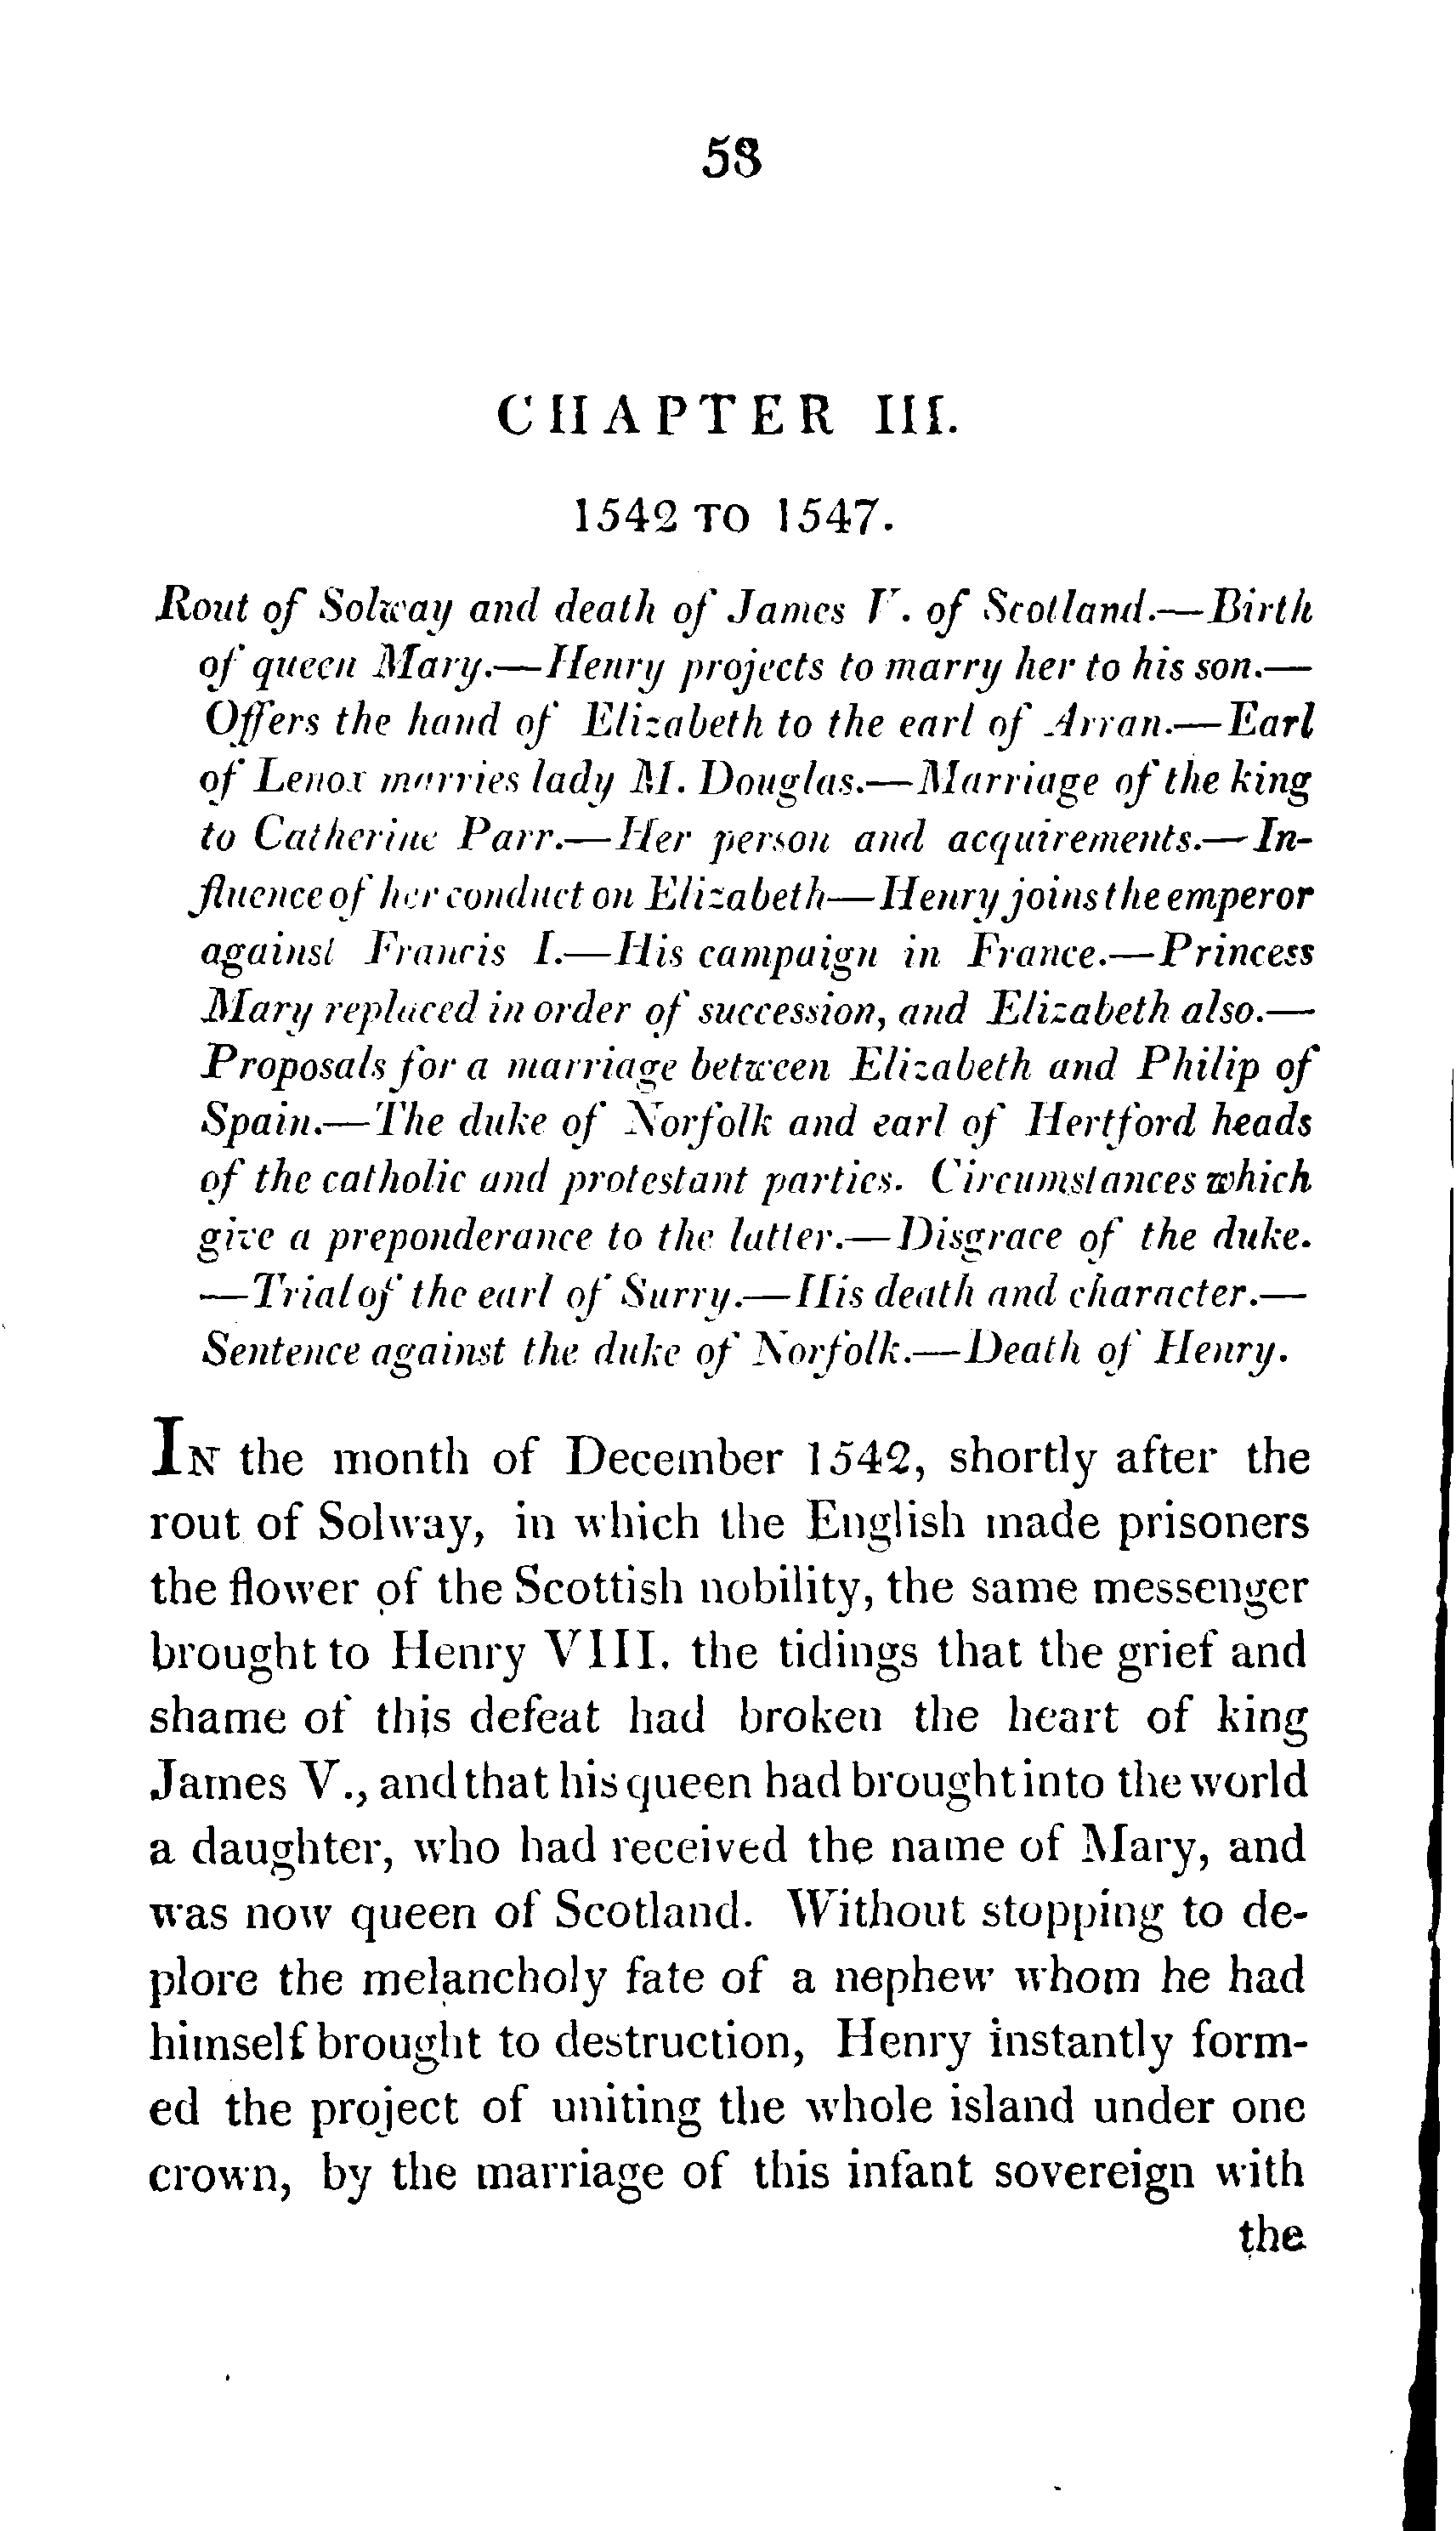 58
CHAPTER III.
1542 TO 1547.
Rout of Solway and death of James V. of Scotland.—Birth
of queen Mary.—Henry projects to marry her to his son.—
Offers the hand of Elizabeth to the earl of Arran.—Earl
of Lenox marries lady M. Douglas.—Marriage of the king
to Catherine Parr.—Her person and acquirements.—In-
fluence of her conduct on Elizabeth—Henry joins the emperor
against Francis I.—His campaign in France.—Princess
Mary replaced in order of succession, and Elizabeth also.—
Proposals for a marriage between Elizabeth and Philip of
Spain.—The duke of Norfolk and earl of Hertford heads
of the catholic and protestant parties. Circumstances which
give a preponderance to the latter.—Disgrace of the duke.
—Trial of the earl of Surry.—His death and character.—
Sentence against the duke of Norfolk.—Death of Henry.
IN the month of December 1542, shortly after the
rout of Solway, in which the English made prisoners
the flower of the Scottish nobility, the same messenger
brought to Henry VIII. the tidings that the grief and
shame of this defeat had broken the heart of king
James V., and that his queen had brought into the world
a daughter, who had received the name of Mary, and
was now queen of Scotland. Without stopping to de-
plore the melancholy fate of a nephew whom he had
himself brought to destruction, Henry instantly form-
ed the project of uniting the whole island under one
crown, by the marriage of this infant sovereign with
the